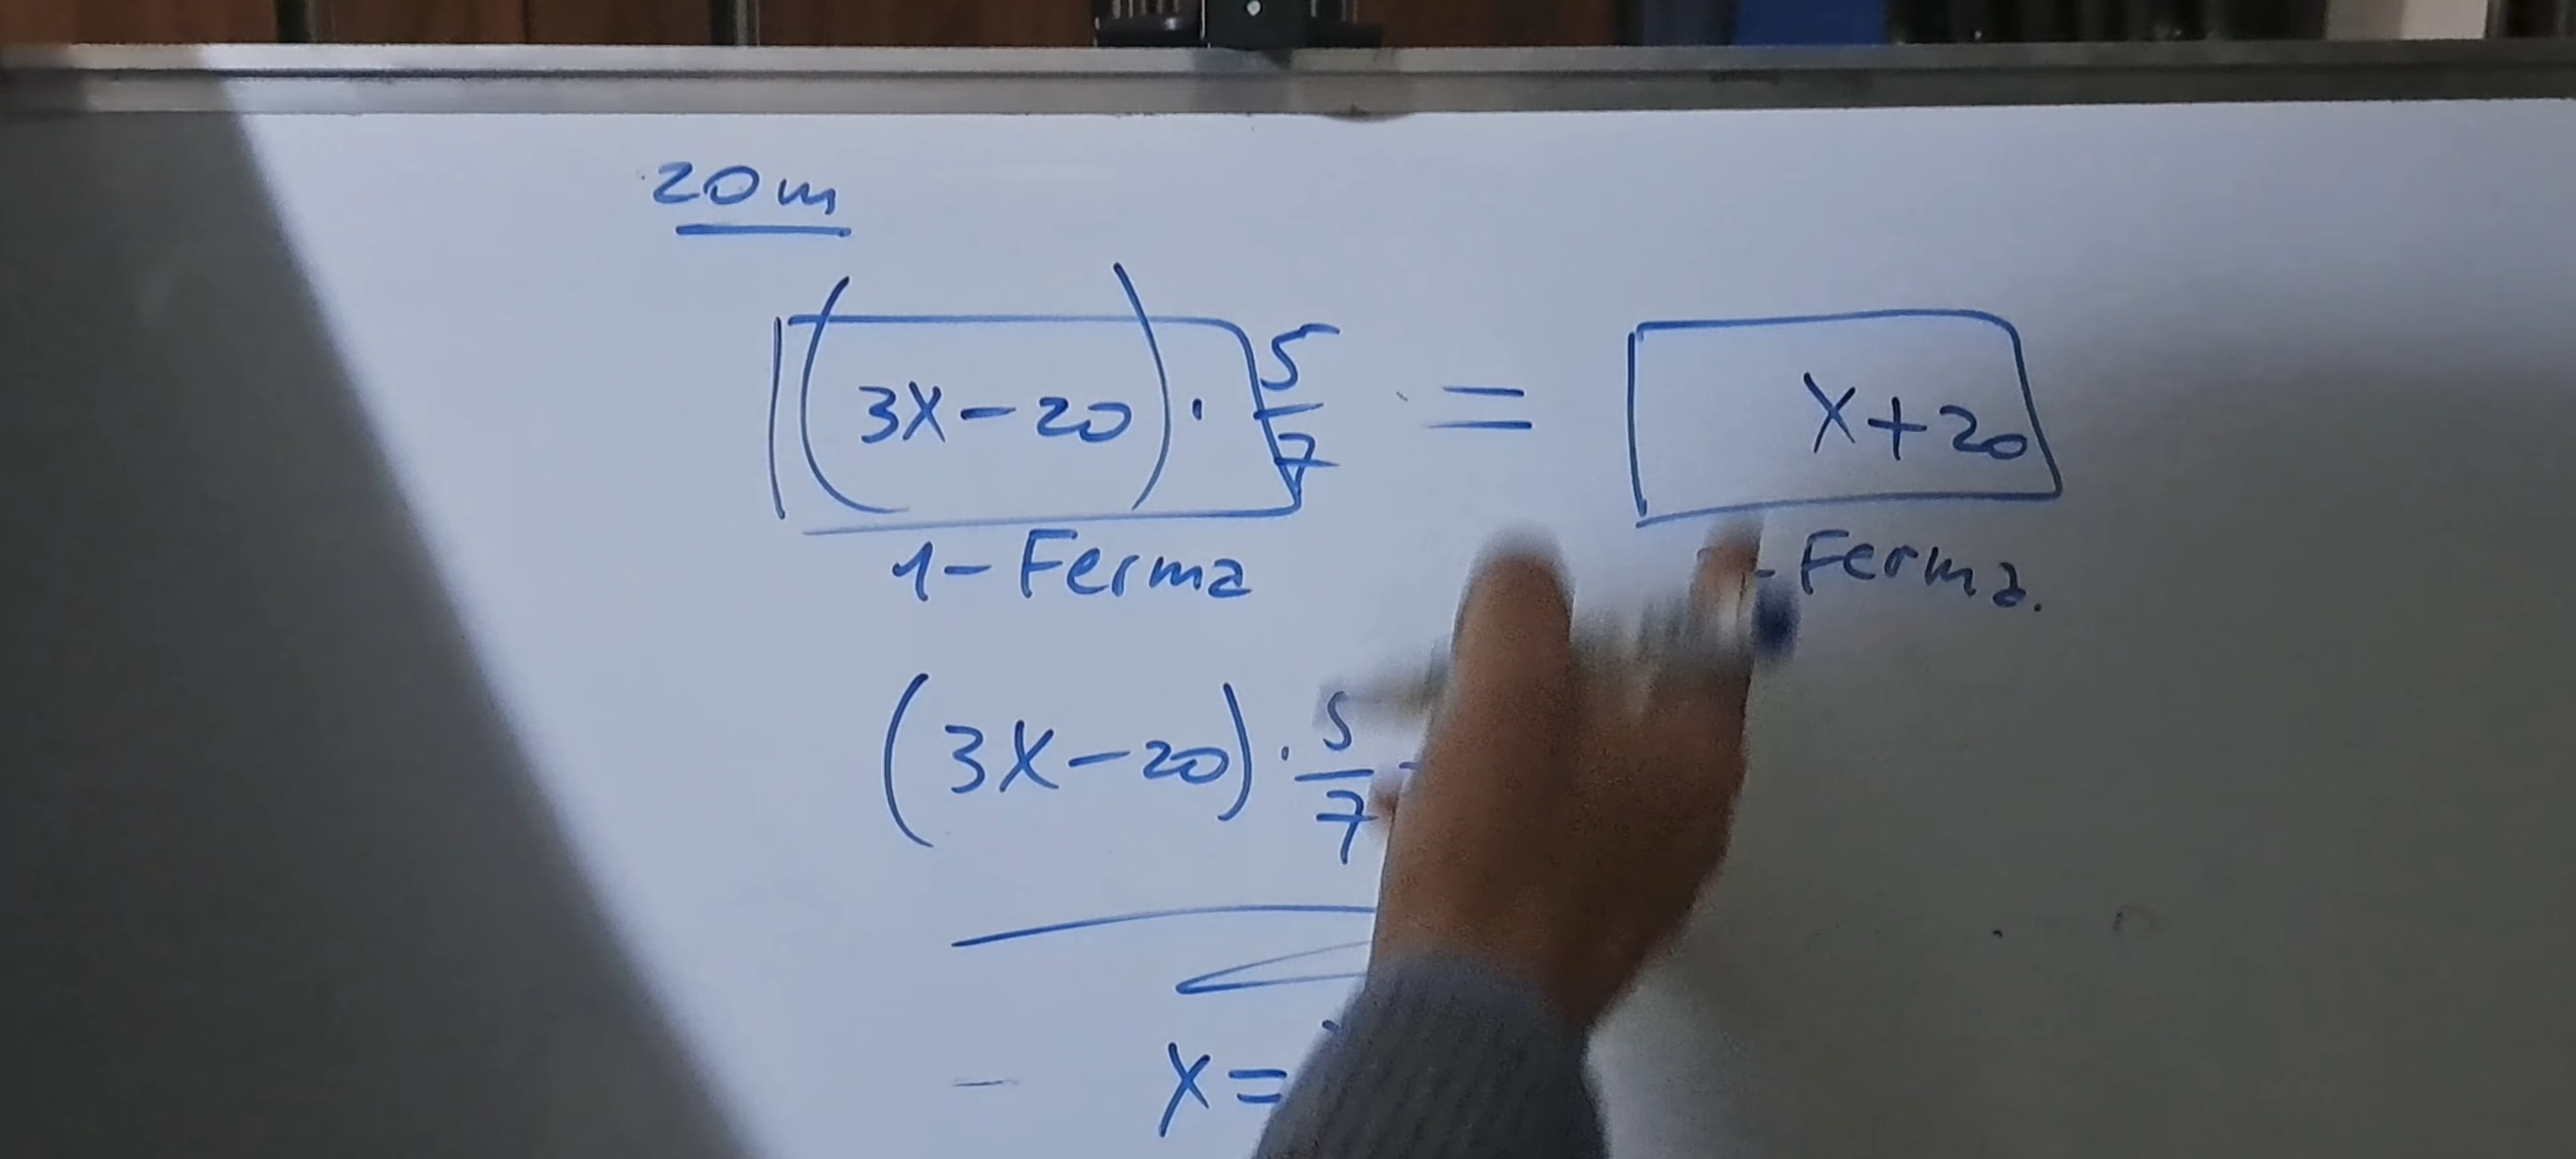 20 m
(3X-20) · 5/7 = X+20
1-Ferma -Ferma.
(3X-20) · 5/7
X=